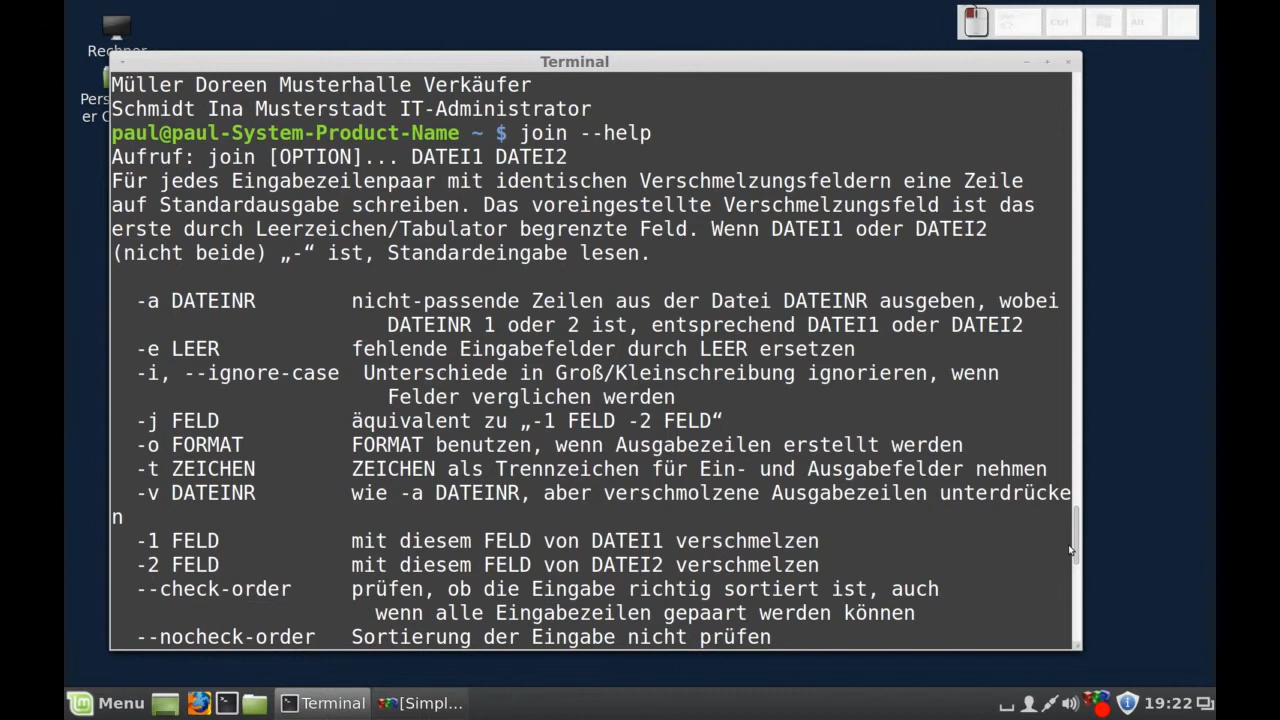 Rechner
Ctrl
Alt
Terminal
Müller Doreen Musterhalle Verkäufer
Pers
er C
Schmidt Ina Musterstadt IT-Administrator
paul@paul-System-Product-Name ~ $ join --help
Aufruf: join [OPTION]... DATEI1 DATEI2
Für jedes Eingabezeilenpaar mit identischen Verschmelzungsfeldern eine Zeile
auf Standardausgabe schreiben. Das voreingestellte Verschmelzungsfeld ist das
erste durch Leerzeichen/Tabulator begrenzte Feld. Wenn DATEI1 oder DATEI2
(nicht beide) „-“ ist, Standardeingabe lesen.
-a DATEINR nicht-passende Zeilen aus der Datei DATEINR ausgeben, wobei
DATEINR 1 oder 2 ist, entsprechend DATEI1 oder DATEI2
-e LEER fehlende Eingabefelder durch LEER ersetzen
-i, --ignore-case Unterschiede in Groß/Kleinschreibung ignorieren, wenn
Felder verglichen werden
-j FELD äquivalent zu „-1 FELD -2 FELD“
-o FORMAT FORMAT benutzen, wenn Ausgabezeilen erstellt werden
-t ZEICHEN ZEICHEN als Trennzeichen für Ein- und Ausgabefelder nehmen
-v DATEINR wie -a DATEINR, aber verschmolzene Ausgabezeilen unterdrücke
n
-1 FELD mit diesem FELD von DATEI1 verschmelzen
-2 FELD mit diesem FELD von DATEI2 verschmelzen
--check-order prüfen, ob die Eingabe richtig sortiert ist, auch
wenn alle Eingabezeilen gepaart werden können
--nocheck-order Sortierung der Eingabe nicht prüfen
Menu Terminal [Simpl... 19:22